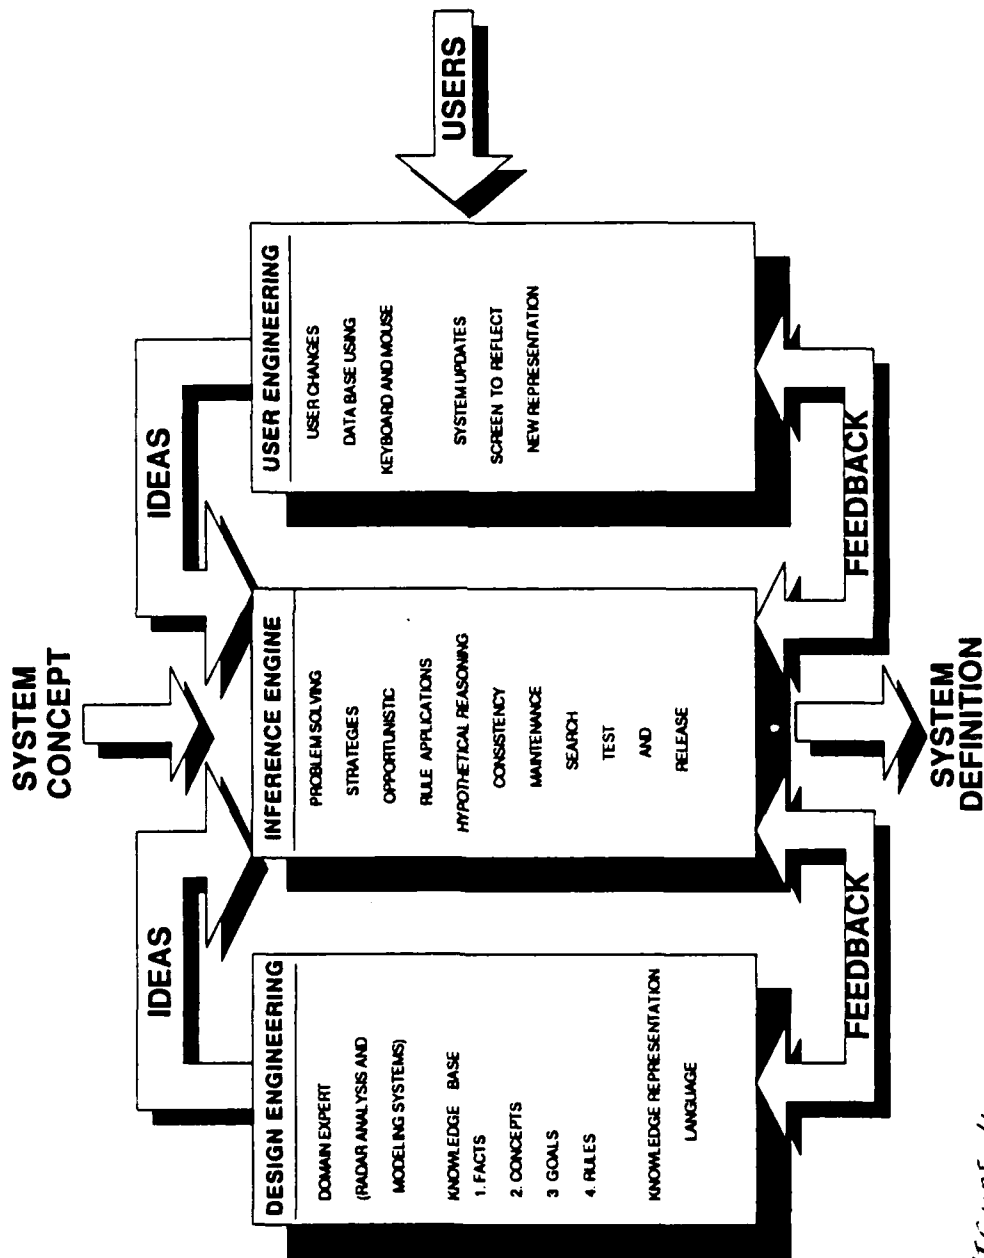 SYSTEM
CONCEPT
IDEAS
IDEAS
DESIGN ENGINEERING
DOMAIN EXPERT
(RADAR ANALYSIS AND
MODELING SYSTEMS)
KNOWLEDGE BASE
1. FACTS
2. CONCEPTS
3 GOALS
4. RULES
KNOWLEDGE REPRESENTATION
LANGUAGE
INFERENCE ENGINE
PROBLEM SOLVING
STRATEGIES
OPPORTUNISTIC
RULE APPLICATIONS
HYPOTHETICAL REASONING
CONSISTENCY
MAINTENANCE
SEARCH
TEST
AND
RELEASE
USER ENGINEERING
USER CHANGES
DATA BASE USING
KEYBOARD AND MOUSE
SYSTEM UPDATES
SCREEN TO REFLECT
NEW REPRESENTATION
USERS
FEEDBACK
FEEDBACK
SYSTEM
DEFINITION